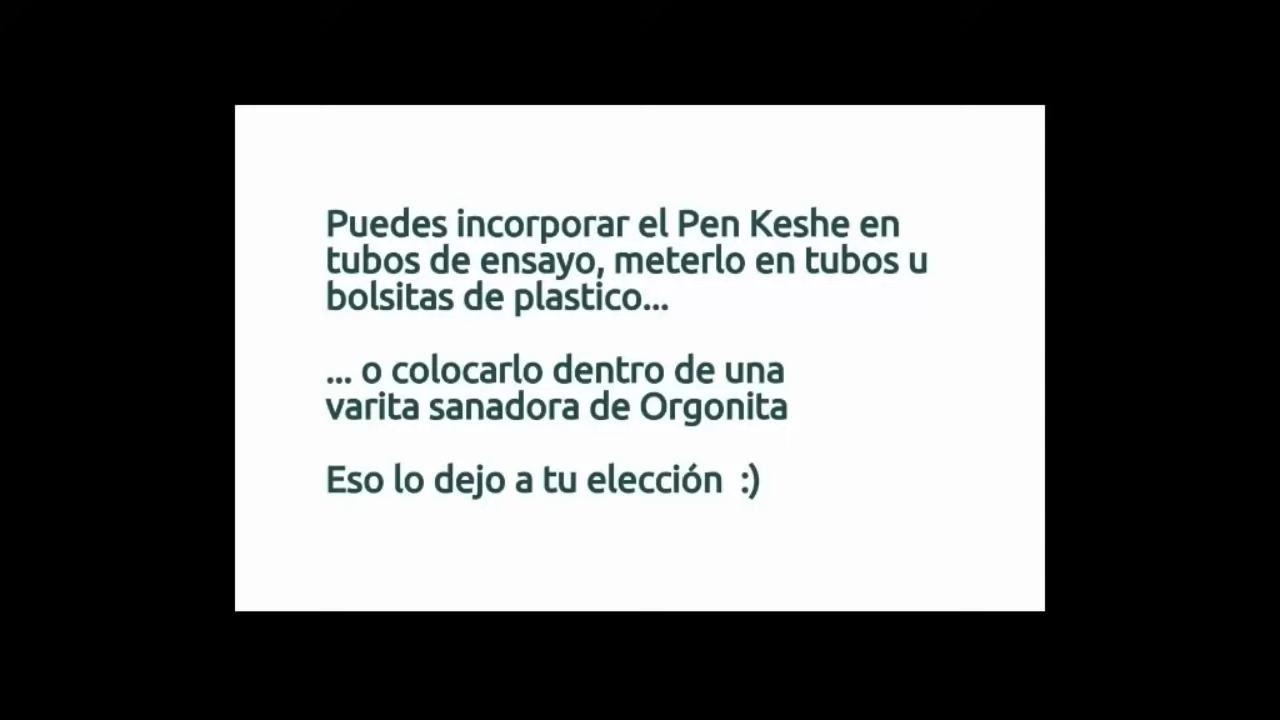 Puedes incorporar el Pen Keshe en
tubos de ensayo, meterlo en tubos u
bolsitas de plastico...
... o colocarlo dentro de una
varita sanadora de Orgonita
Eso lo dejo a tu elección :)